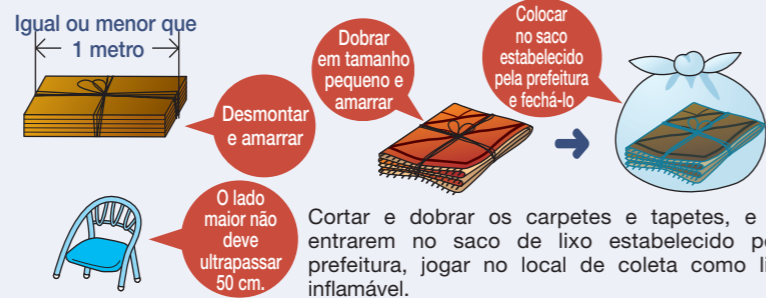 Igual ou menor que
1 metro
Desmontar
e amarrar
Dobrar
em tamanho
pequeno e
amarrar
Colocar
no saco
estabelecido
pela prefeitura
e fechá-lo
O lado
maior não
deve
ultrapassar
50 cm.
Cortar e dobrar os carpetes e tapetes, e
entrarem no saco de lixo estabelecido
prefeitura, jogar no local de coleta como
inflamável.